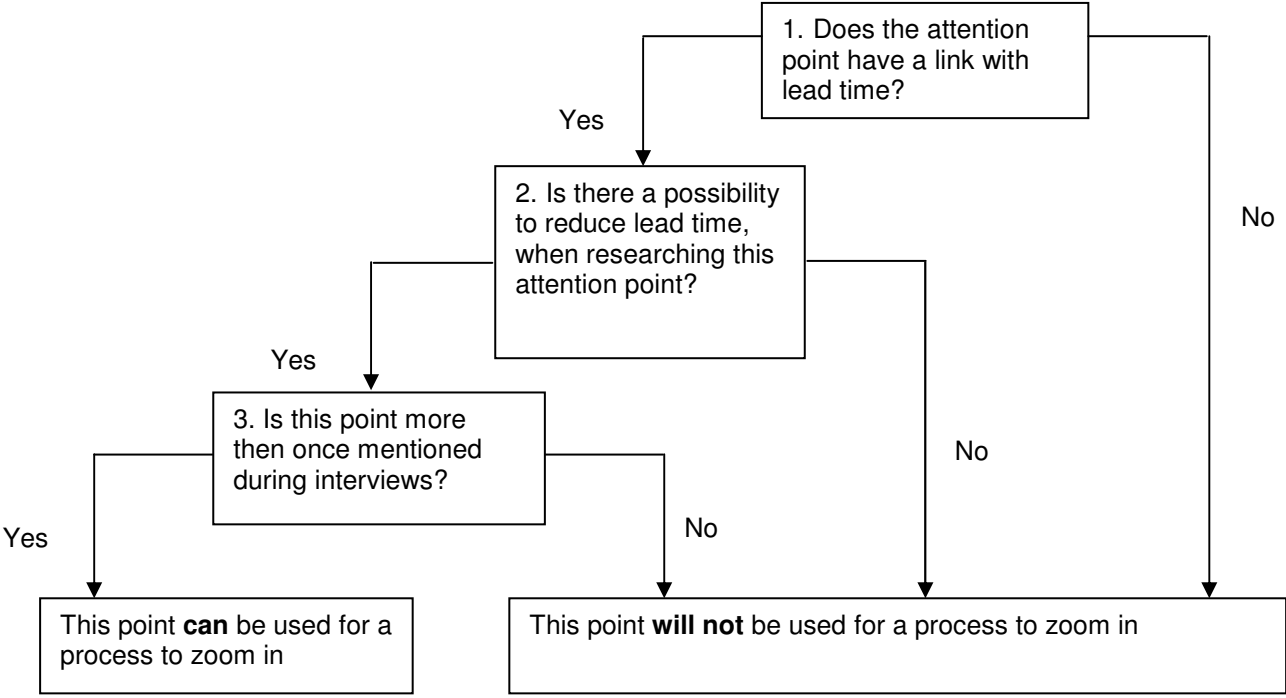 1. Does the attention
point have a link with
lead time?
Yes
2. Is there a possibility
to reduce lead time,
when researching this
attention point?
No
Yes
3. Is this point more
then once mentioned
during interviews?
No
Yes
No
This point can be used for a
process to zoom in
This point will not be used for a process to zoom in